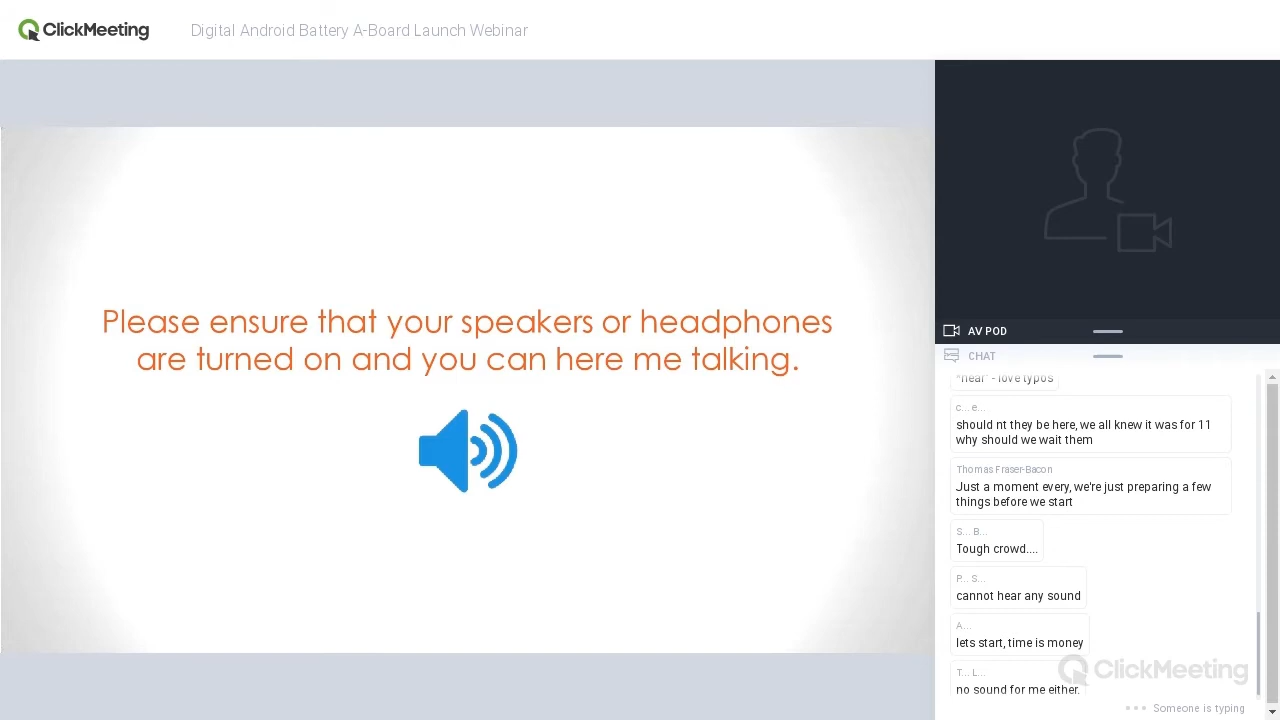 ClickMeeting
Digital Android Battery A-Board Launch Webinar
Please ensure that your speakers or headphones
are turned on and you can here me talking.
AV POD
CHAT
"hear" - love typos
c... e...
should nt they be here, we all knew it was for 11
why should we wait them
Thomas Fraser-Bacon
Just a moment every, we're just preparing a few
things before we start
S... B...
Tough crowd....
P... S...
cannot hear any sound
A...
lets start, time is money
T... L...
no sound for me either.
ClickMeeting
Someone is typing